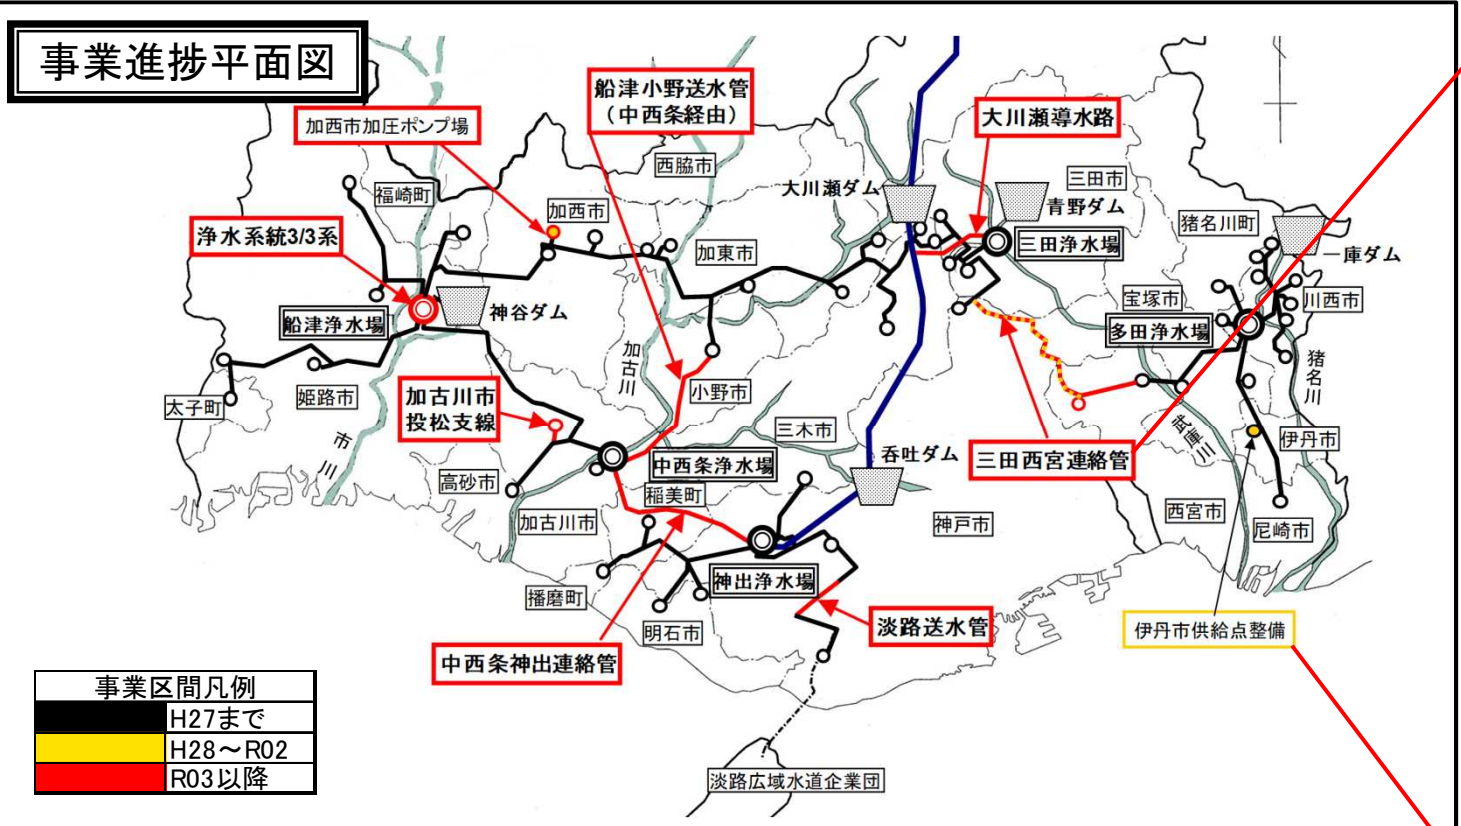 事業進捗平面図
船津小野送水管
(中西条経由)
大川瀬導水路
加西市加圧ポンプ場
西脇市
三田市
大川瀬ダム
青野ダム
福崎町
加西市
猪名川町
浄水系統3/3系
加東市
三田浄水場
一庫ダム
宝塚市
川西市
船津浄水場
神谷ダム
多田浄水場
加古川
猪名川
姫路市
加古川市
投松支線
小野市
太子町
三木市
武庫川
伊丹市
市川
呑吐ダム
三田西宮連絡管
中西条浄水場
高砂市
稲美町
西宮市
加古川市
神戸市
尼崎市
神出浄水場
播磨町
明石市
淡路送水管
伊丹市供給点整備
中西条神出連絡管
事業区間凡例
H27まで
H28～R02
R03以降
淡路広域水道企業団